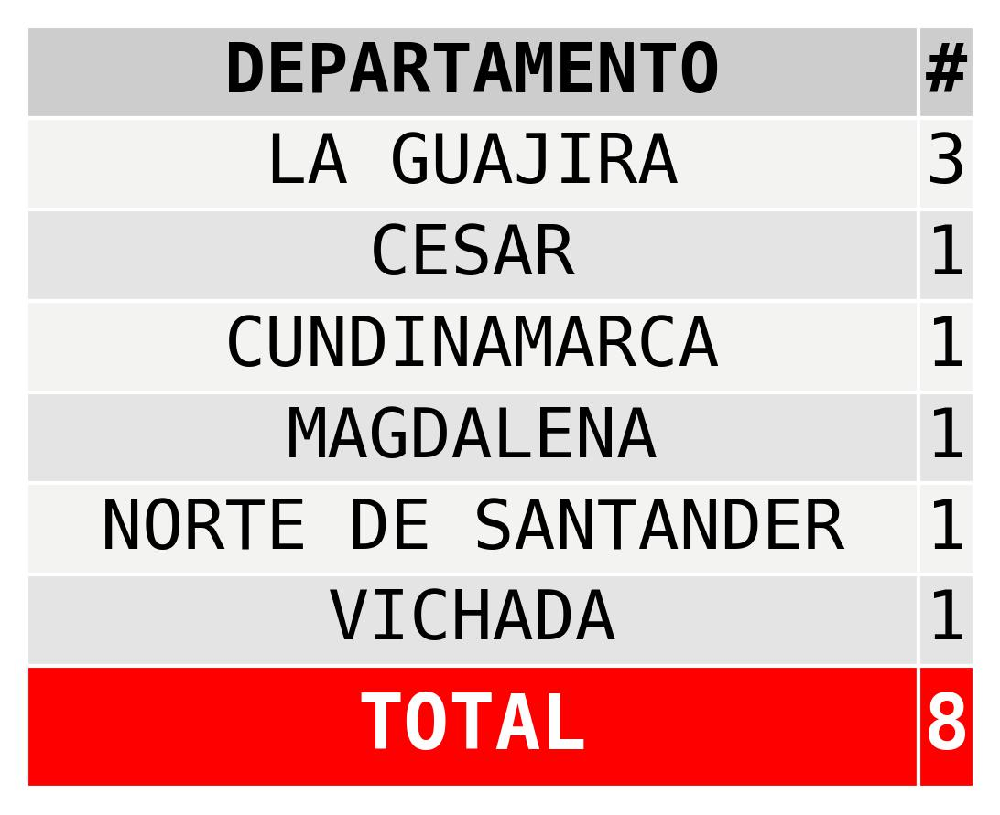 DEPARTAMENTO #
LA GUAJIRA 3
CESAR 1
CUNDINAMARCA 1
MAGDALENA 1
NORTE DE SANTANDER 1
VICHADA 1
TOTAL 8